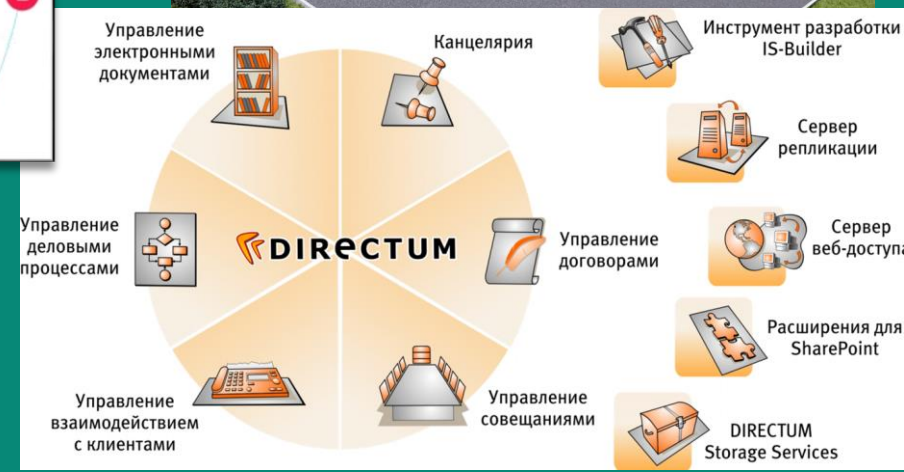 Управление
электронными
документами
Канцелярия
Инструмент разработки
IS-Builder
Сервер
репликации
Управление
деловыми
процессами
DIRECTUM
Управление
договорами
Сервер
веб-доступа
Расширения для
SharePoint
Управление
взаимодействием
с клиентами
Управление
совещаниями
DIRECTUM
Storage Services